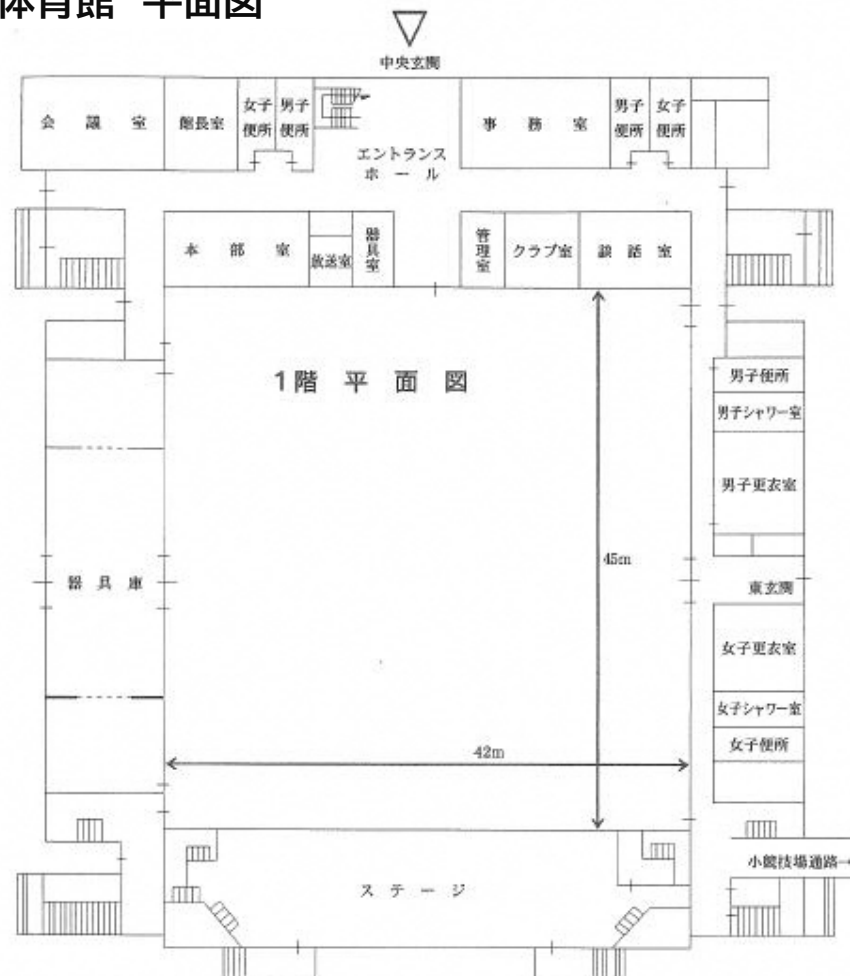 体育館 平面図
中央玄関
会議室
館長室
女子
便所
男子
便所
エントランス
ホール
事務室
男子
便所
女子
便所
本部室
放送室
器具室
管理室
クラブ室
談話室
1階平面図
男子便所
男子シャワー室
男子更衣室
45m
器具庫
東玄関
女子更衣室
女子シャワー室
女子便所
42m
ステージ
小競技場通路→